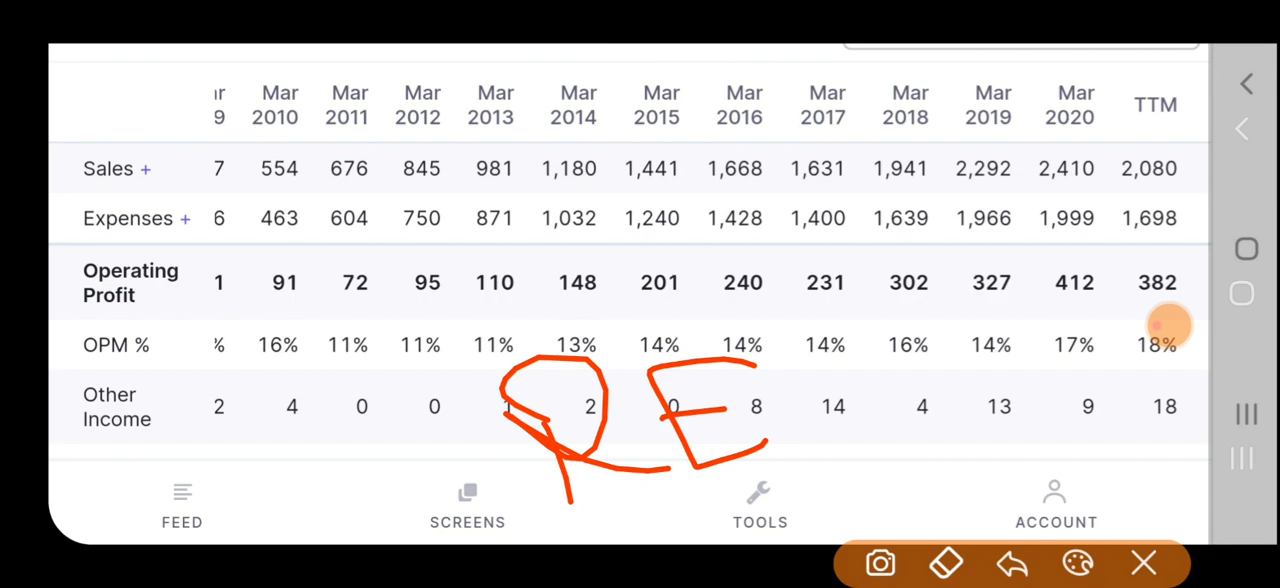 ır Mar Mar Mar Mar Mar Mar Mar Mar Mar Mar Mar TTM
9 2010 2011 2012 2013 2014 2015 2016 2017 2018 2019 2020
Sales + 7 554 676 845 981 1,180 1,441 1,668 1,631 1,941 2,292 2,410 2,080
Expenses + 6 463 604 750 871 1,032 1,240 1,428 1,400 1,639 1,966 1,999 1,698
Operating
Profit 1 91 72 95 110 148 201 240 231 302 327 412 382
OPM % % 16% 11% 11% 11% 13% 14% 14% 14% 16% 14% 17% 18%
Other
Income 2 4 0 0 1 2 0 8 14 4 13 9 18
QE
FEED SCREENS TOOLS ACCOUNT